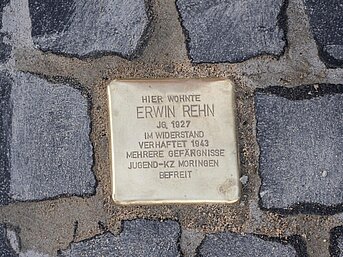 HIER WOHNTE
ERWIN REHN
JG. 1927
IM WIDERSTAND
VERHAFTET 1943
MEHRERE GEFÄNGNISSE
JUGEND-KZ MORINGEN
BEFREIT